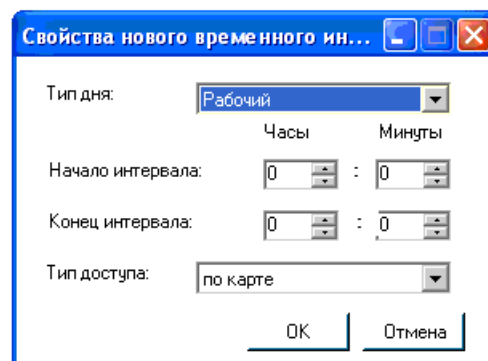 Свойства нового временного ин...
Тип дня: Рабочий
Часы Минуты
Начало интервала: 0 : 0
Конец интервала: 0 : 0
Тип доступа: по карте
OK Отмена